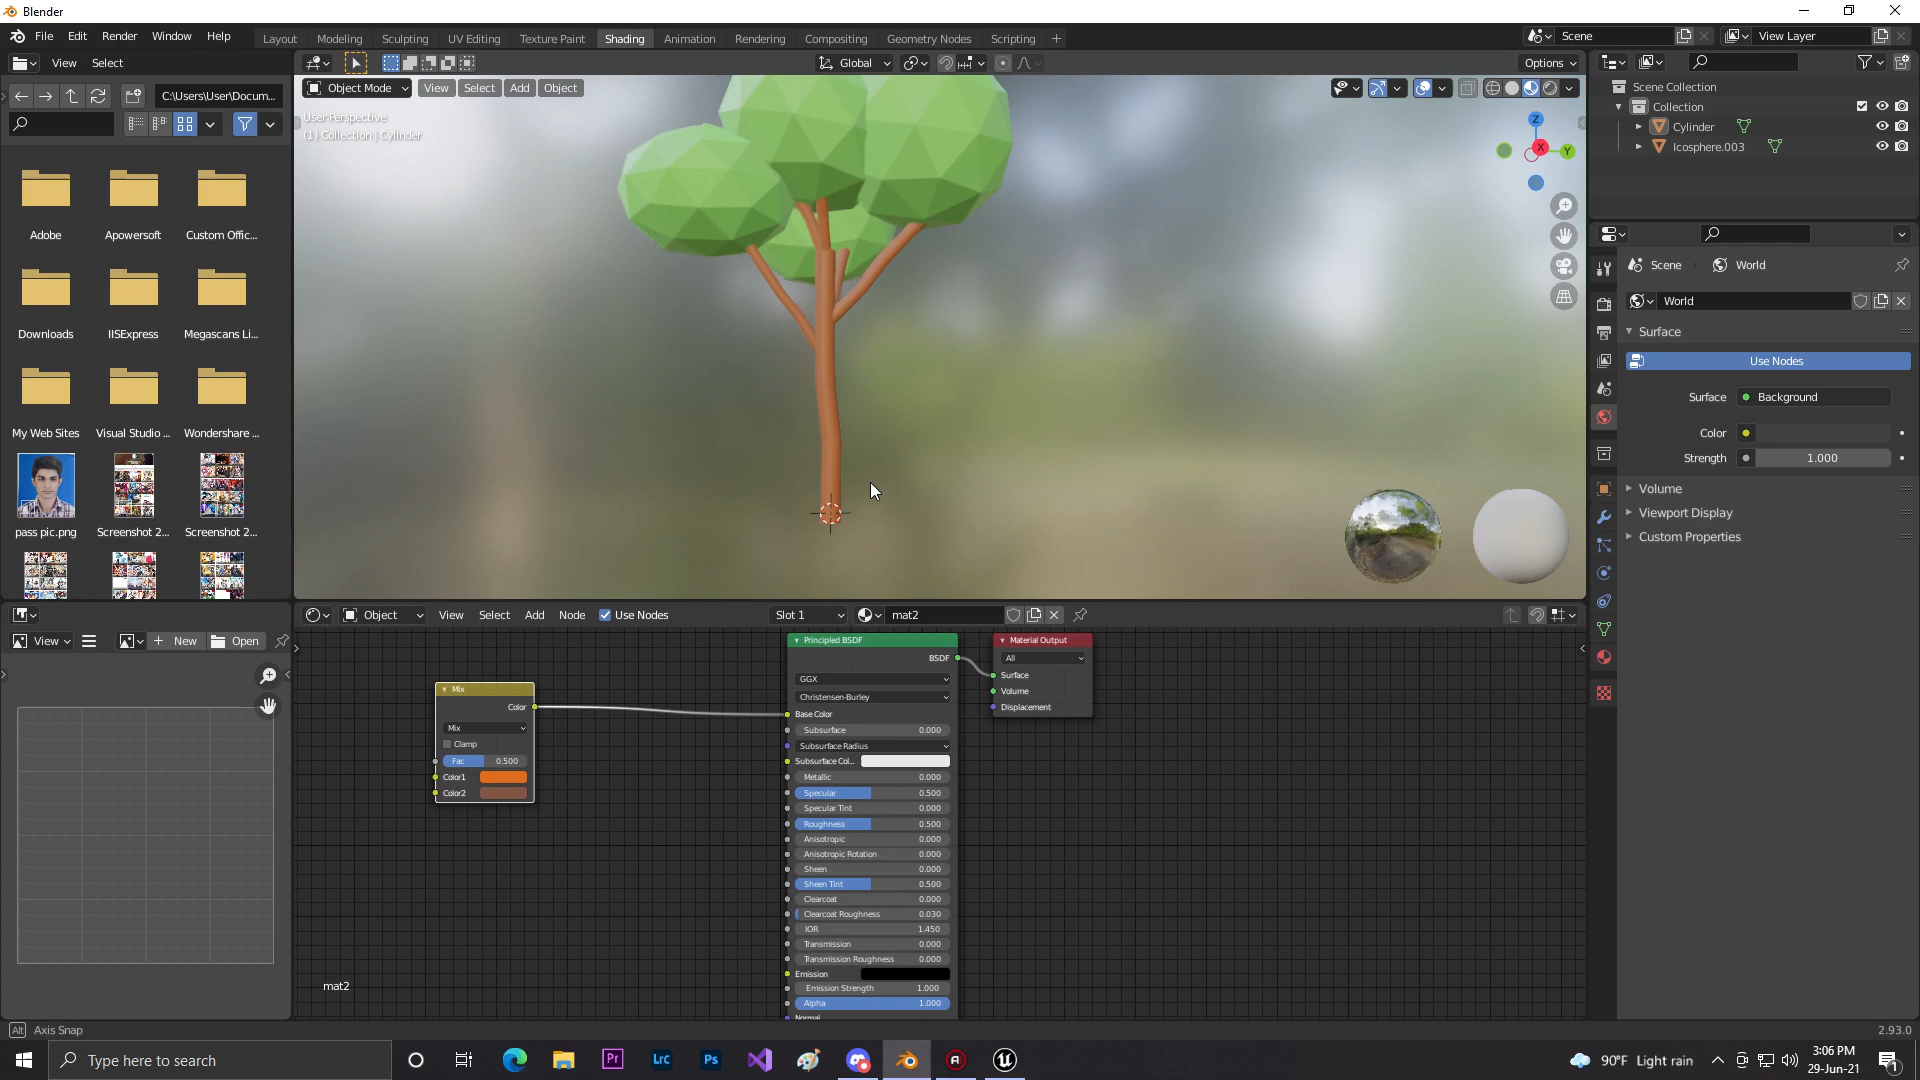 Blender
File Edit Render Window Help
Layout Modeling Sculpting UV Editing Texture Paint Shading Animation Rendering Compositing Geometry Nodes Scripting +
Scene
View Layer
View Select
Global
Options
C:\Users\User\Docum...
Object Mode View Select Add Object
User Perspective
(1) Collection | Cylinder
Z
X
Y
Adobe Apowersoft Custom Offic...
Downloads IISExpress Megascans Li...
My Web Sites Visual Studio ... Wondershare ...
pass pic.png Screenshot 2... Screenshot 2...
Scene Collection
Collection
Cylinder
Icosphere.003
Scene World
World
Surface
Use Nodes
Surface Background
Color
Strength 1.000
Volume
Viewport Display
Custom Properties
View New Open
Object View Select Add Node Use Nodes Slot 1 mat2
Mix
Color
Mix
Clamp
Fac 0.500
Color1
Color2
Principled BSDF
BSDF
GGX
Christensen-Burley
Base Color
Subsurface 0.000
Subsurface Radius
Subsurface Col...
Metallic 0.000
Specular 0.500
Specular Tint 0.000
Roughness 0.500
Anisotropic 0.000
Anisotropic Rotation 0.000
Sheen 0.000
Sheen Tint 0.500
Clearcoat 0.000
Clearcoat Roughness 0.030
IOR 1.450
Transmission 0.000
Transmission Roughness 0.000
Emission
Emission Strength 1.000
Alpha 1.000
Normal
Material Output
All
Surface
Volume
Displacement
mat2
Alt Axis Snap
2.93.0
Type here to search
Pr
Lrc
Ps
90°F Light rain
3:06 PM
29-Jun-21
1